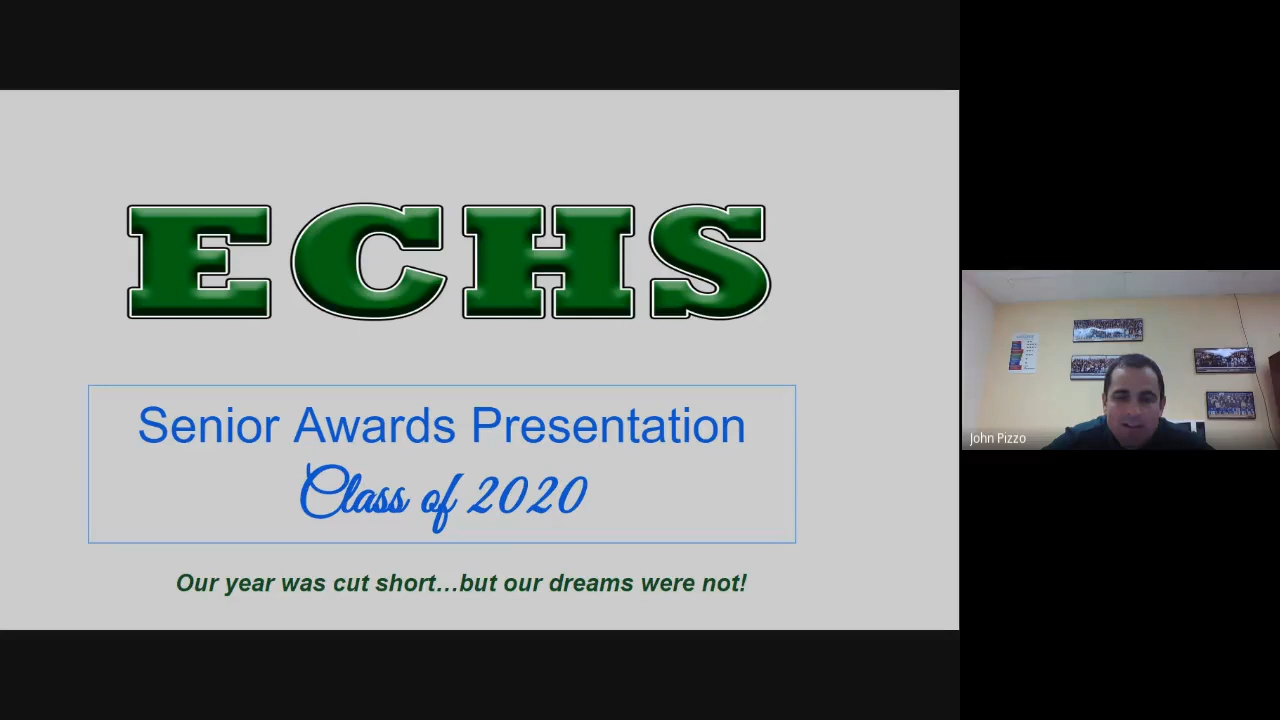 ECHS
Senior Awards Presentation
Class of 2020
Our year was cut short...but our dreams were not!
John Pizzo